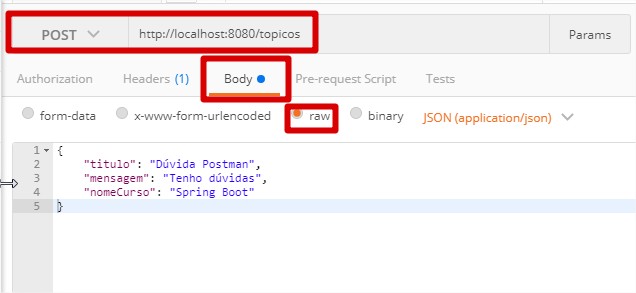 POST http://localhost:8080/topicos Params
Authorization Headers (1) Body Pre-request Script Tests
form-data x-www-form-urlencoded raw binary JSON (application/json)
1 {
2 "titulo": "Dúvida Postman",
3 "mensagem": "Tenho dúvidas",
4 "nomeCurso": "Spring Boot"
5 }